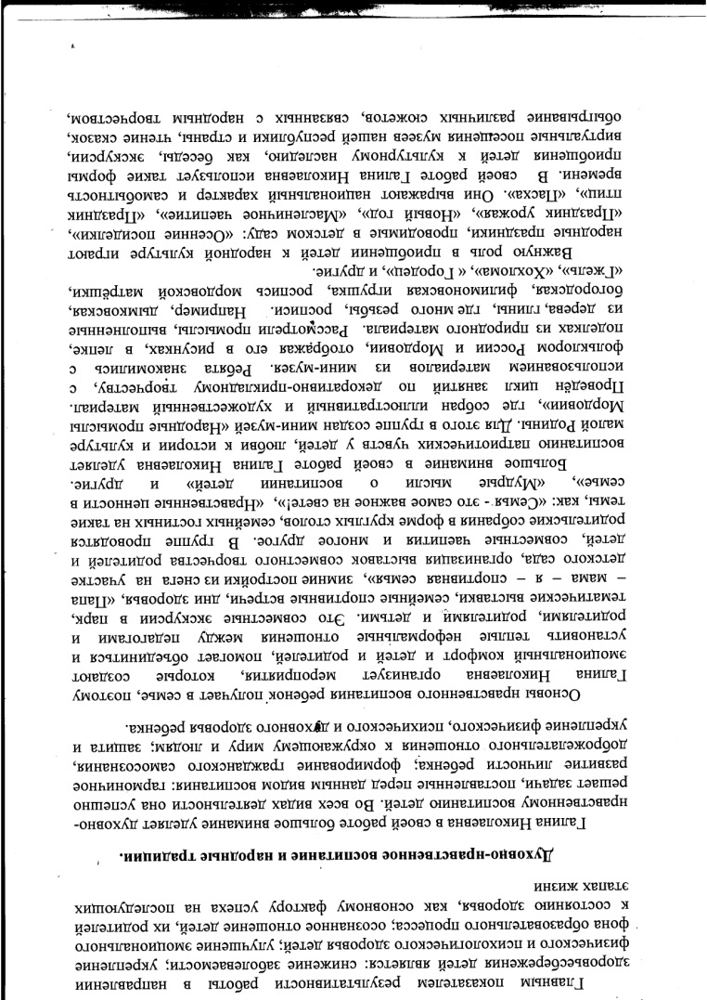 Главным показателем результативности работы в направлении
здоровьесбережения детей является: снижение заболеваемости; укрепление
физического и психологического здоровья детей; улучшение эмоционального
фона образовательного процесса; осознанное отношение детей, их родителей
к состоянию здоровья, как основному фактору успеха на последующих
этапах жизни
Духовно-нравственное воспитание и народные традиции.
Галина Николаевна в своей работе большое внимание уделяет духовно-
нравственному воспитанию детей. Во всех видах деятельности она успешно
решает задачи, поставленные перед данным видом воспитания: гармоничное
развитие личности ребенка; формирование гражданского самосознания,
доброжелательного отношения к окружающему миру и людям; защита и
укрепление физического, психического и духовного здоровья ребенка.
Основы нравственного воспитания ребенок получает в семье, поэтому
Галина Николаевна организует мероприятия, которые создают
эмоциональный комфорт и детей и родителей, помогает объединиться и
установить теплые неформальные отношения между педагогами и
родителями, родителями и детьми. Это совместные экскурсии в парк,
тематические выставки, семейные спортивные встречи, дни здоровья, «Папа
– мама – я – спортивная семья», зимние постройки из снега на участке
детского сада, организация выставок совместного творчества родителей и
детей, совместные чаепития и многое другое. В группе проводятся
родительские собрания в форме круглых столов, семейных гостиных на такие
темы, как: «Семья - это самое важное на свете!», «Нравственные ценности в
семье», «Мудрые мысли о воспитании детей» и другие.
Большое внимание в своей работе Галина Николаевна уделяет
воспитанию патриотических чувств у детей, любви к истории и культуре
малой Родины. Для этого в группе создан мини-музей «Народные промыслы
Мордовии», где собран иллюстративный и художественный материал.
Проведён цикл занятий по декоративно-прикладному творчеству, с
использованием материалов из мини-музея. Ребята знакомились с
фольклором России и Мордовии, отображая его в рисунках, в лепке,
поделках из природного материала. Рассмотрели промыслы, выполненные
из дерева, глины, где много резьбы, росписи. Например, дымковская,
богородская, филимоновская игрушка, роспись мордовской матрёшки,
«Гжель», «Хохлома», « Городец», и другие.
Важную роль в приобщении детей к народной культуре играют
народные праздники, проводимые в детском саду: «Осенние посиделки»,
«Праздник урожая», «Новый год», «Масленичное чаепитие», «Праздник
птиц», «Пасха». Они выражают национальный характер и самобытность
времени. В своей работе Галина Николаевна использует такие формы
приобщения детей к культурному наследию, как беседы, экскурсии,
виртуальные посещения музеев нашей республики и страны, чтение сказок,
обыгрывание различных сюжетов, связанных с народным творчеством,